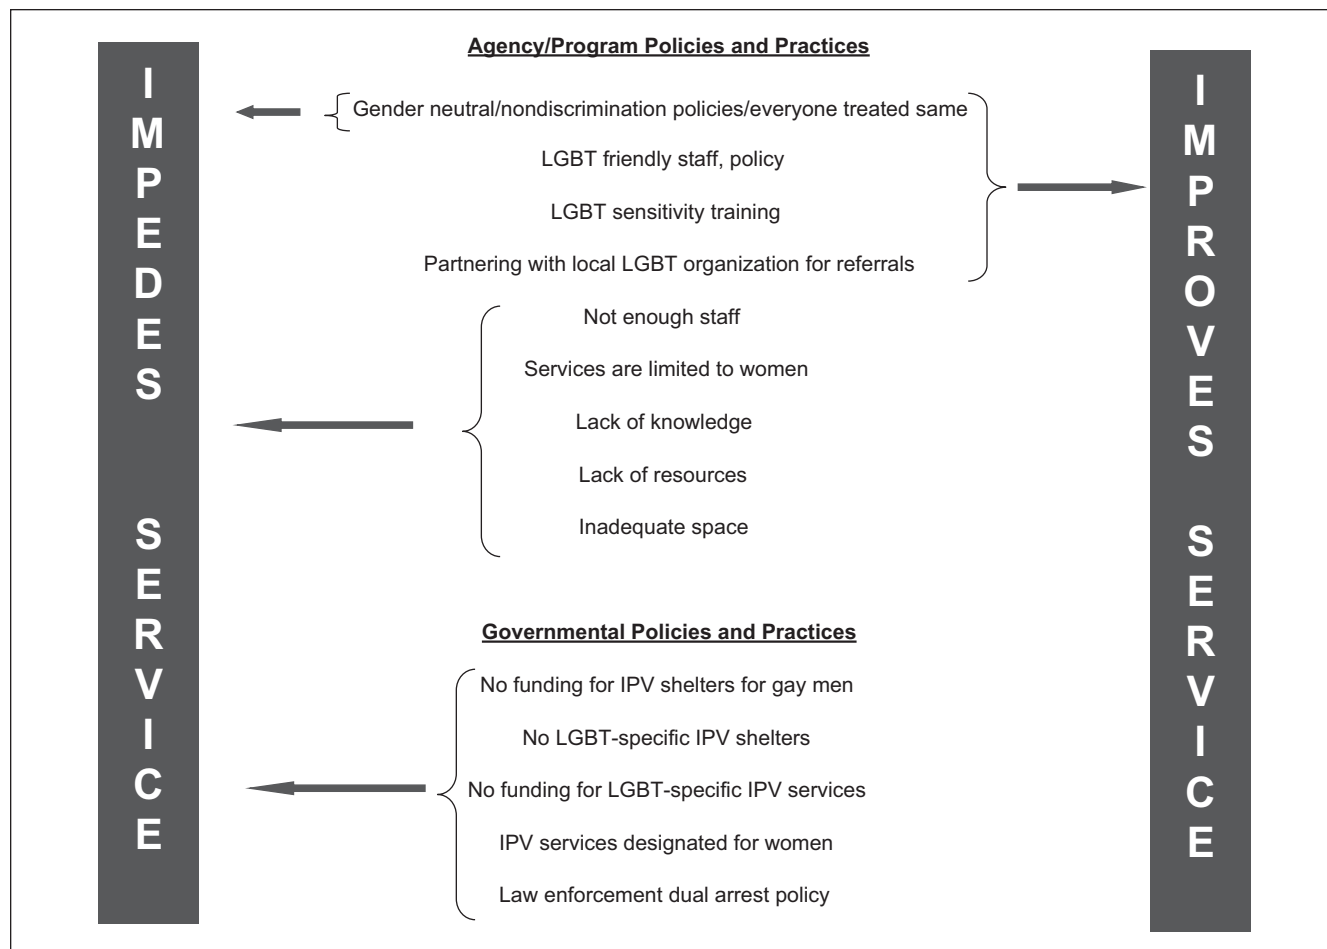 IMPEDES SERVICE
Agency/Program Policies and Practices
Gender neutral/nondiscrimination policies/everyone treated same
LGBT friendly staff, policy
LGBT sensitivity training
Partnering with local LGBT organization for referrals
Not enough staff
Services are limited to women
Lack of knowledge
Lack of resources
Inadequate space
Governmental Policies and Practices
No funding for IPV shelters for gay men
No LGBT-specific IPV shelters
No funding for LGBT-specific IPV services
IPV services designated for women
Law enforcement dual arrest policy
IMPROVES SERVICE